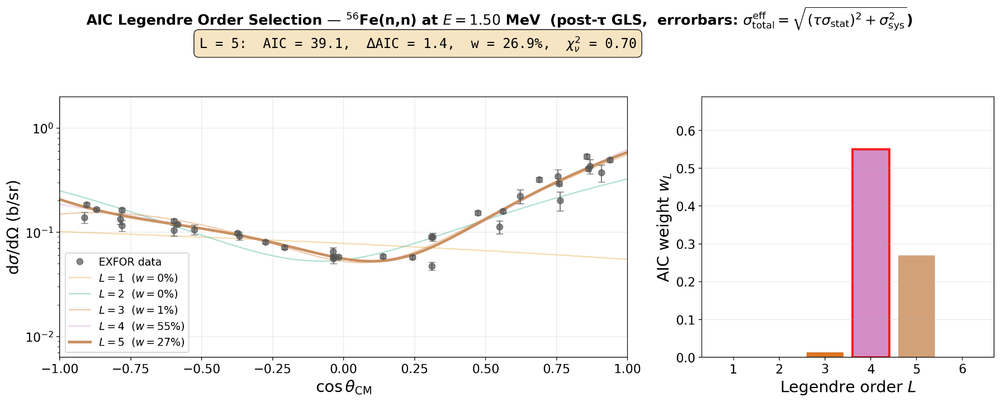 AIC Legendre Order Selection — ⁵⁶Fe(n,n) at E = 1.50 MeV (post-τ GLS, errorbars: σ_total^eff = √((τσ_stat)² + σ_sys²))
L = 5: AIC = 39.1, ΔAIC = 1.4, w = 26.9%, χ²_ν = 0.70
dσ/dΩ (b/sr)
10⁰
10⁻¹
10⁻²
EXFOR data
L = 1 (w = 0%)
L = 2 (w = 0%)
L = 3 (w = 1%)
L = 4 (w = 55%)
L = 5 (w = 27%)
−1.00 −0.75 −0.50 −0.25 0.00 0.25 0.50 0.75 1.00
cos θ_CM
AIC weight w_L
0.6
0.5
0.4
0.3
0.2
0.1
0.0
1 2 3 4 5 6
Legendre order L